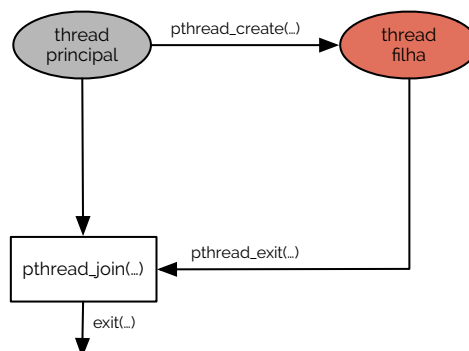 thread
principal
pthread_create(…)
thread
filha
pthread_exit(…)
pthread_join(…)
exit(…)